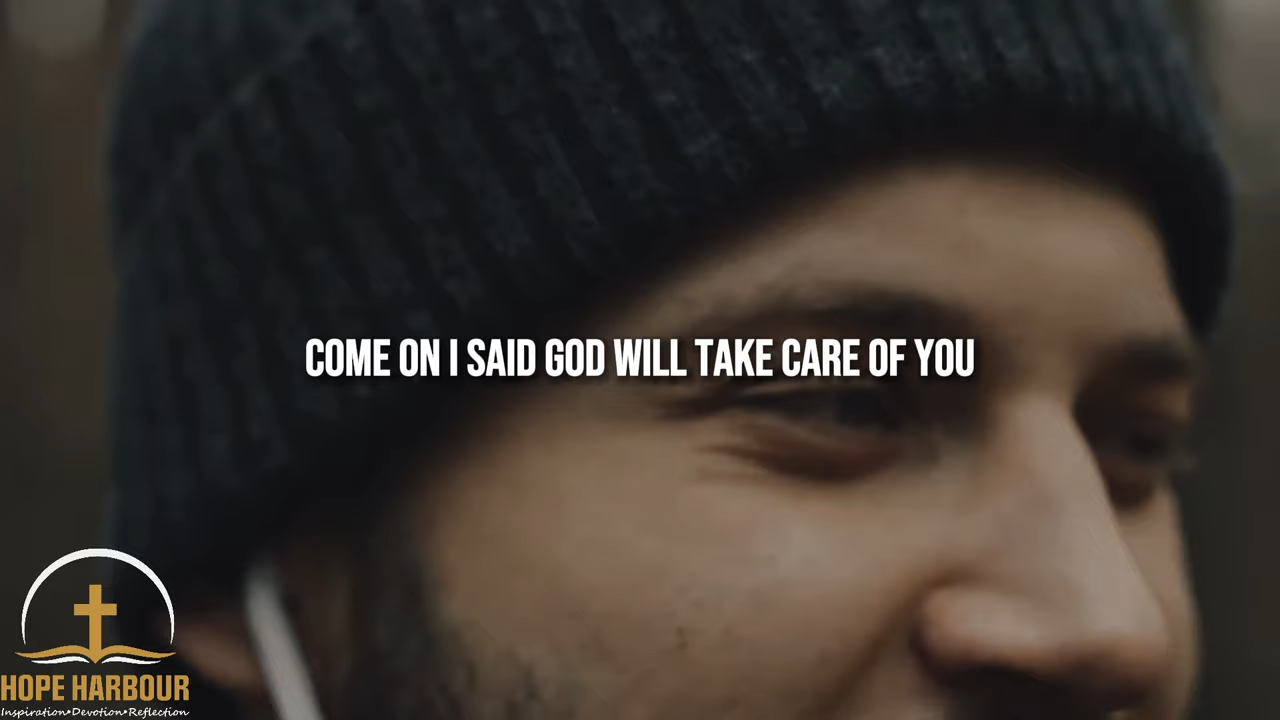 COME ON I SAID GOD WILL TAKE CARE OF YOU
HOPE HARBOUR
Inspiration•Devotion•Reflection